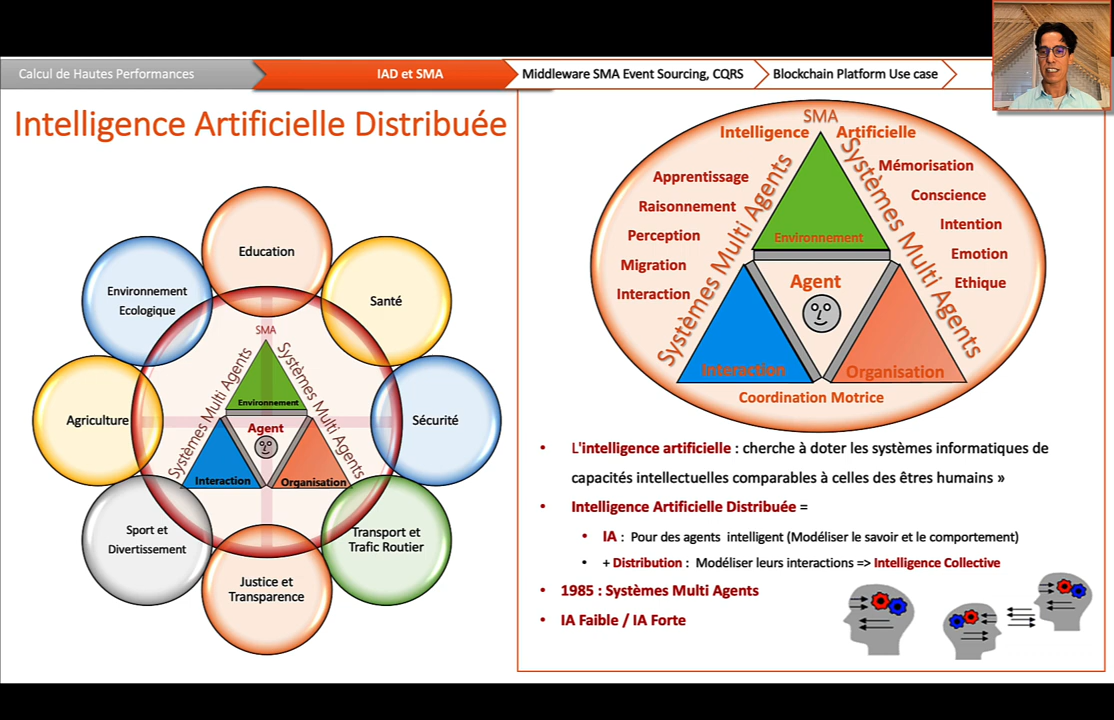 Calcul de Hautes Performances
IAD et SMA
Middleware SMA Event Sourcing, CQRS
Blockchain Platform Use case
Intelligence Artificielle Distribuée
Education
Environnement
Ecologique
Santé
Agriculture
Sécurité
Sport et
Divertissement
Transport et
Trafic Routier
Justice et
Transparence
SMA
Systèmes Multi Agents
Systèmes Multi Agents
Environnement
Agent
Interaction
Organisation
SMA
Intelligence Artificielle
Apprentissage
Raisonnement
Perception
Migration
Interaction
Systèmes Multi Agents
Systèmes Multi Agents
Mémorisation
Conscience
Intention
Emotion
Ethique
Environnement
Agent
Interaction
Organisation
Coordination Motrice
• L'intelligence artificielle : cherche à doter les systèmes informatiques de
capacités intellectuelles comparables à celles des êtres humains »
• Intelligence Artificielle Distribuée =
• IA : Pour des agents intelligent (Modéliser le savoir et le comportement)
• + Distribution : Modéliser leurs interactions => Intelligence Collective
• 1985 : Systèmes Multi Agents
• IA Faible / IA Forte